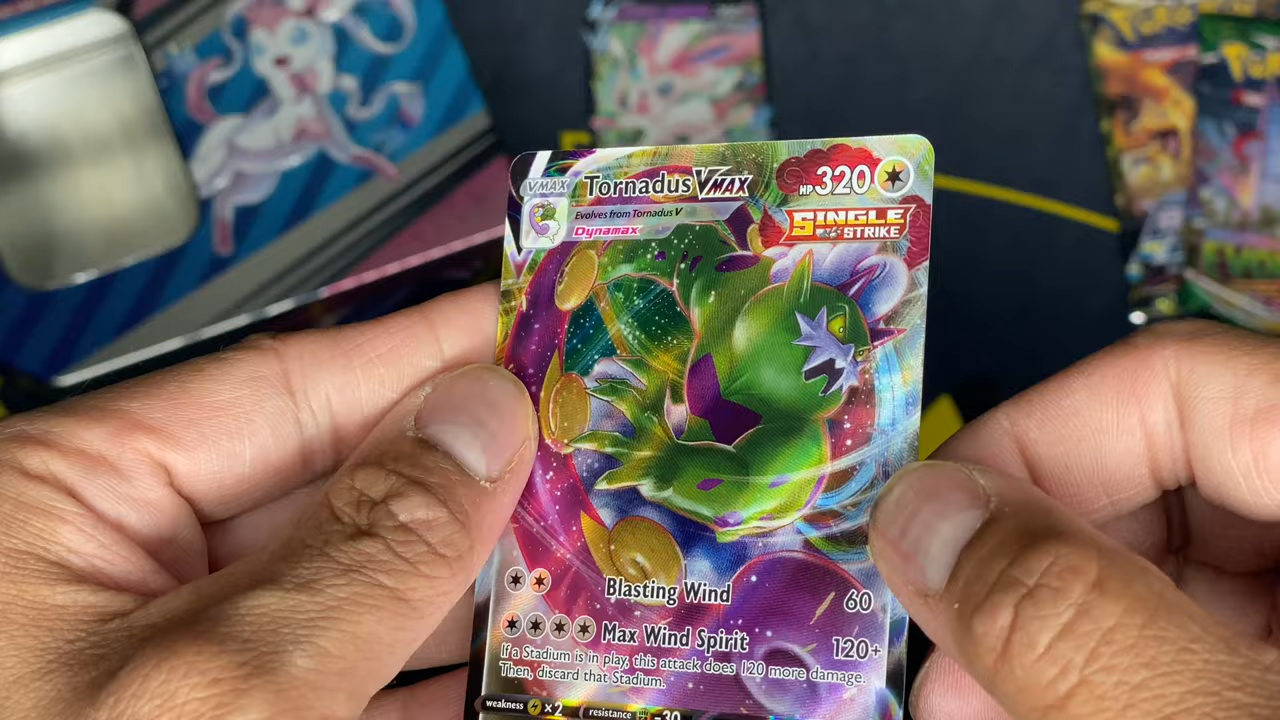 VMAX Tornadus VMAX HP 320
Evolves from Tornadus V
Dynamax
SINGLE
STRIKE
Blasting Wind 60
Max Wind Spirit 120+
If a Stadium is in play, this attack does 120 more damage.
Then, discard that Stadium.
weakness ×2 resistance -30